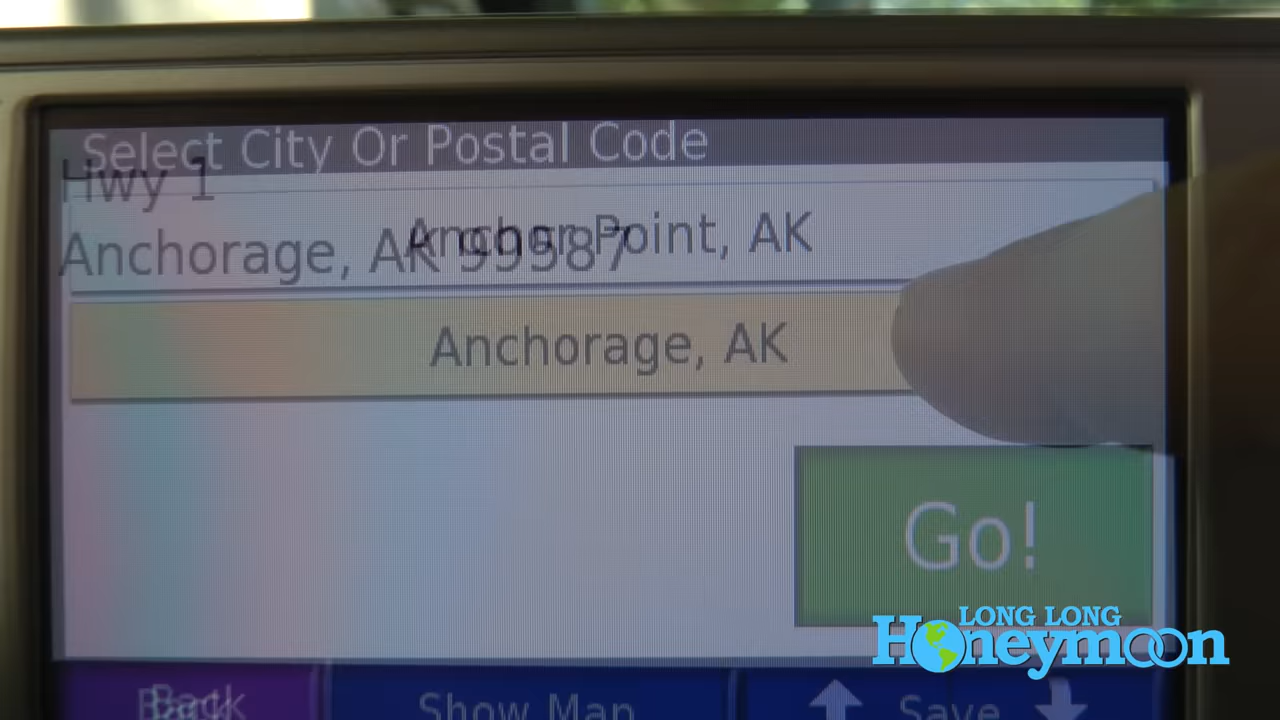 Select City Or Postal Code
Hwy 1
Anchor Point, AK
Anchorage, AK 99587
Anchorage, AK
Go!
LONG LONG
Honeymoon
Back
Back
Show Map
Save